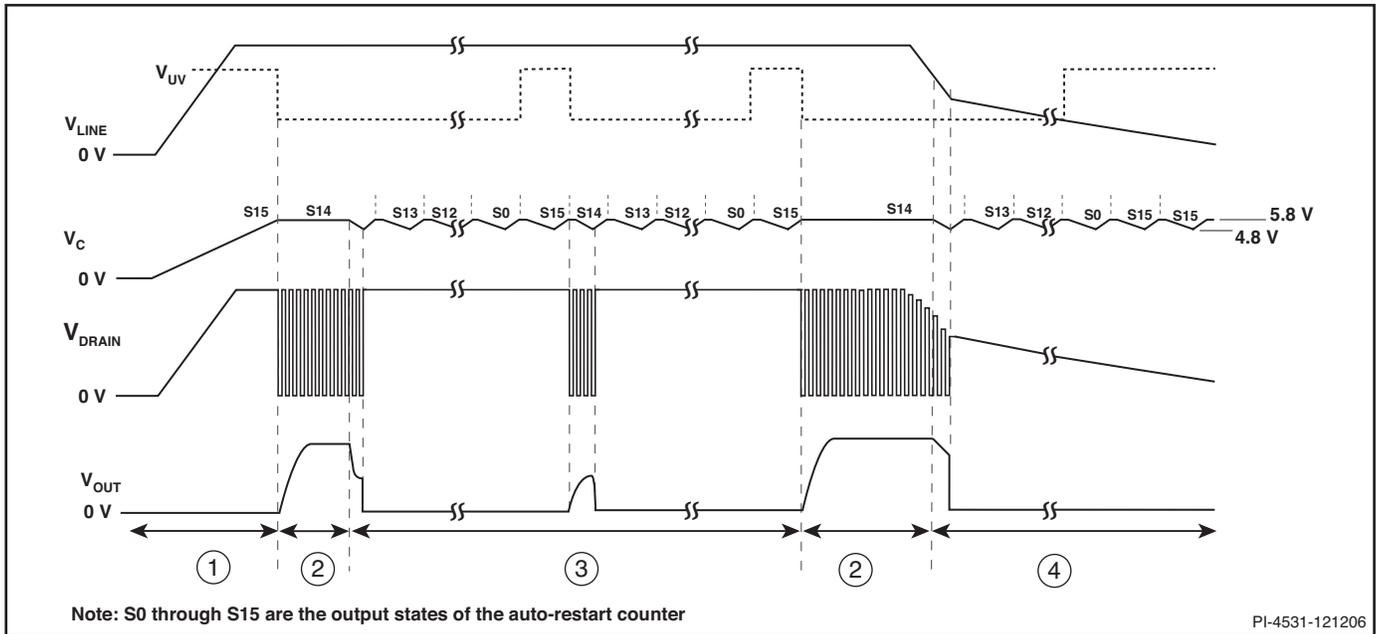 V_UV
V_LINE
0 V
S15 S14 S13 S12 S0 S15 S14 S13 S12 S0 S15 S14 S13 S12 S0 S15 S15
5.8 V
4.8 V
V_C
0 V
V_DRAIN
0 V
V_OUT
0 V
1 2 3 2 4
Note: S0 through S15 are the output states of the auto-restart counter
PI-4531-121206